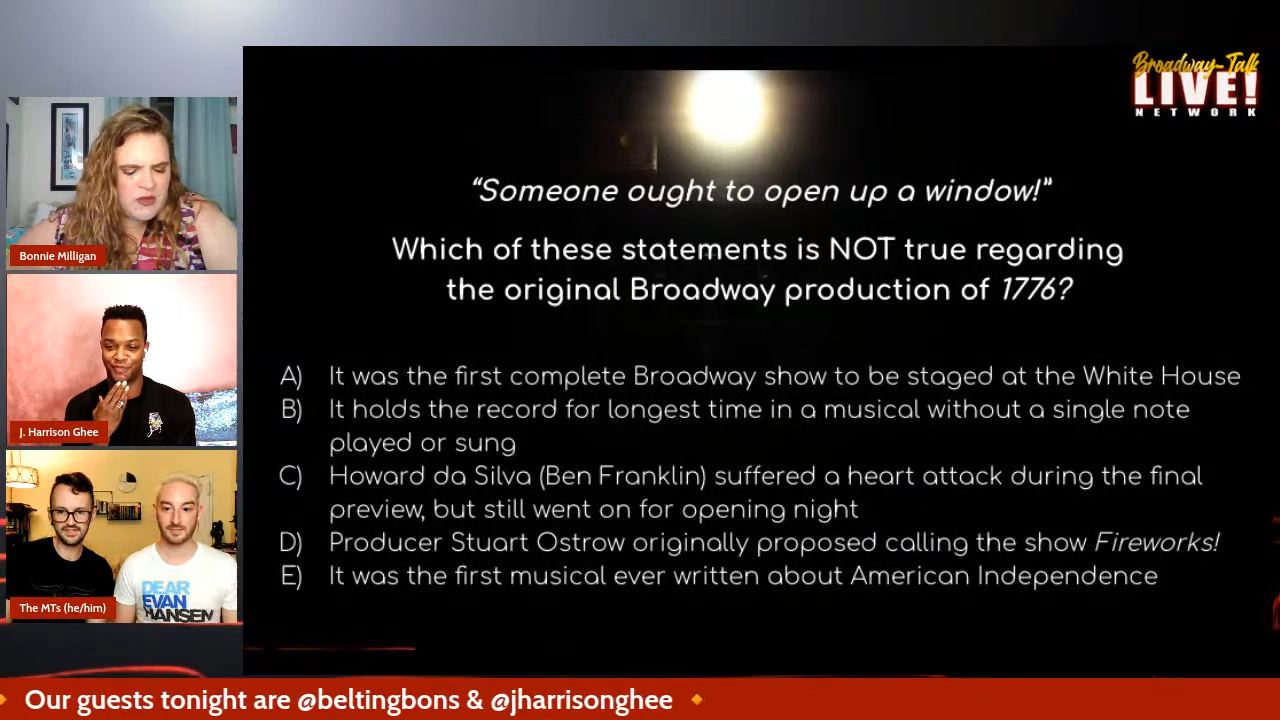 Broadway-Talk
LIVE!
NETWORK
“Someone ought to open up a window!”
Which of these statements is NOT true regarding
the original Broadway production of 1776?
A) It was the first complete Broadway show to be staged at the White House
B) It holds the record for longest time in a musical without a single note
played or sung
C) Howard da Silva (Ben Franklin) suffered a heart attack during the final
preview, but still went on for opening night
D) Producer Stuart Ostrow originally proposed calling the show Fireworks!
E) It was the first musical ever written about American Independence
Bonnie Milligan
J. Harrison Ghee
DEAR
EVAN
HANSEN
The MTs (he/him)
Our guests tonight are @beltingbons & @jharrisonghee